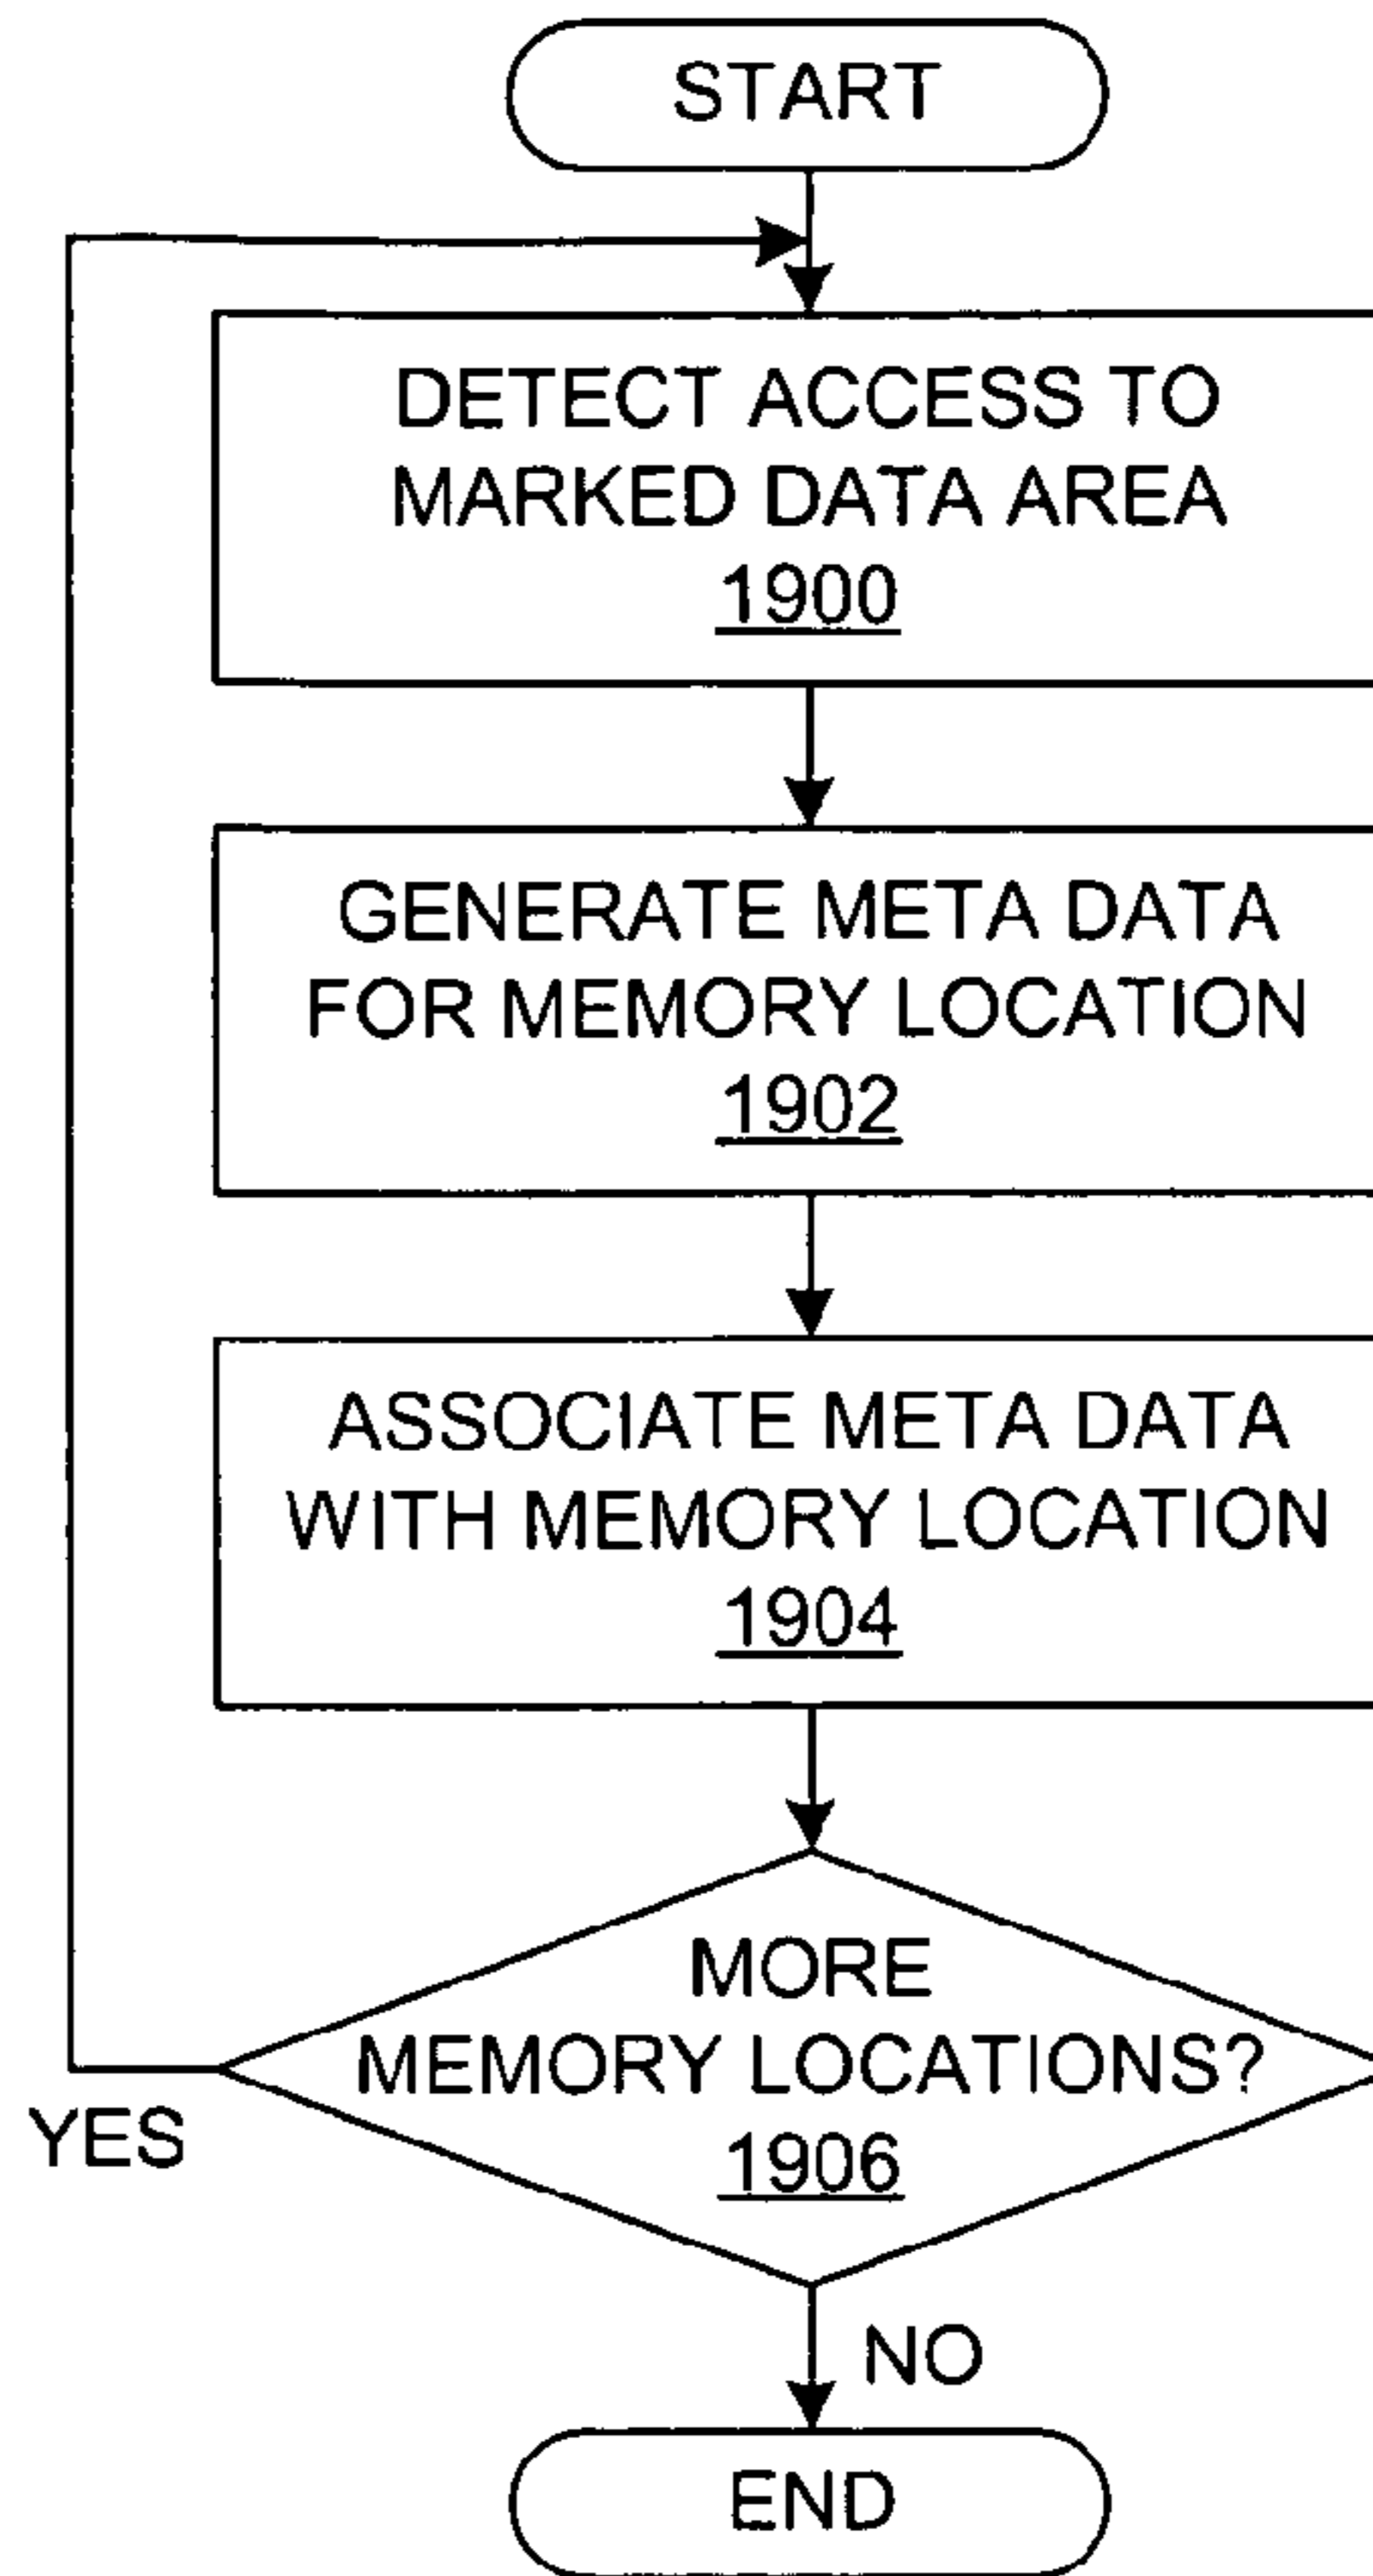 START
DETECT ACCESS TO
MARKED DATA AREA
1900
GENERATE META DATA
FOR MEMORY LOCATION
1902
ASSOCIATE META DATA
WITH MEMORY LOCATION
1904
MORE
MEMORY LOCATIONS?
1906
YES
NO
END